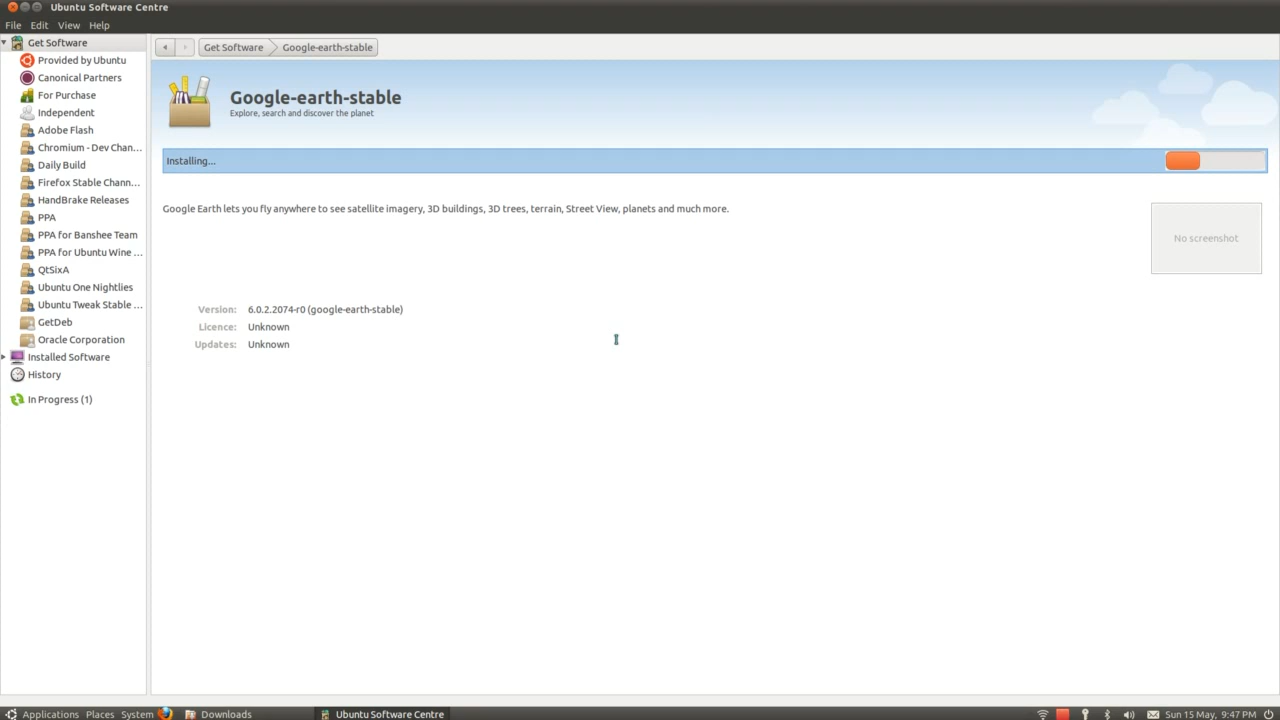 Ubuntu Software Centre
File Edit View Help
Get Software
Provided by Ubuntu
Canonical Partners
For Purchase
Independent
Adobe Flash
Chromium - Dev Chan...
Daily Build
Firefox Stable Chann...
HandBrake Releases
PPA
PPA for Banshee Team
PPA for Ubuntu Wine ...
QtSixA
Ubuntu One Nightlies
Ubuntu Tweak Stable ...
GetDeb
Oracle Corporation
Installed Software
History
In Progress (1)
Get Software Google-earth-stable
Google-earth-stable
Explore, search and discover the planet
Installing...
Google Earth lets you fly anywhere to see satellite imagery, 3D buildings, 3D trees, terrain, Street View, planets and much more.
No screenshot
Version: 6.0.2.2074-r0 (google-earth-stable)
Licence: Unknown
Updates: Unknown
Applications Places System Downloads Ubuntu Software Centre Sun 15 May, 9:47 PM